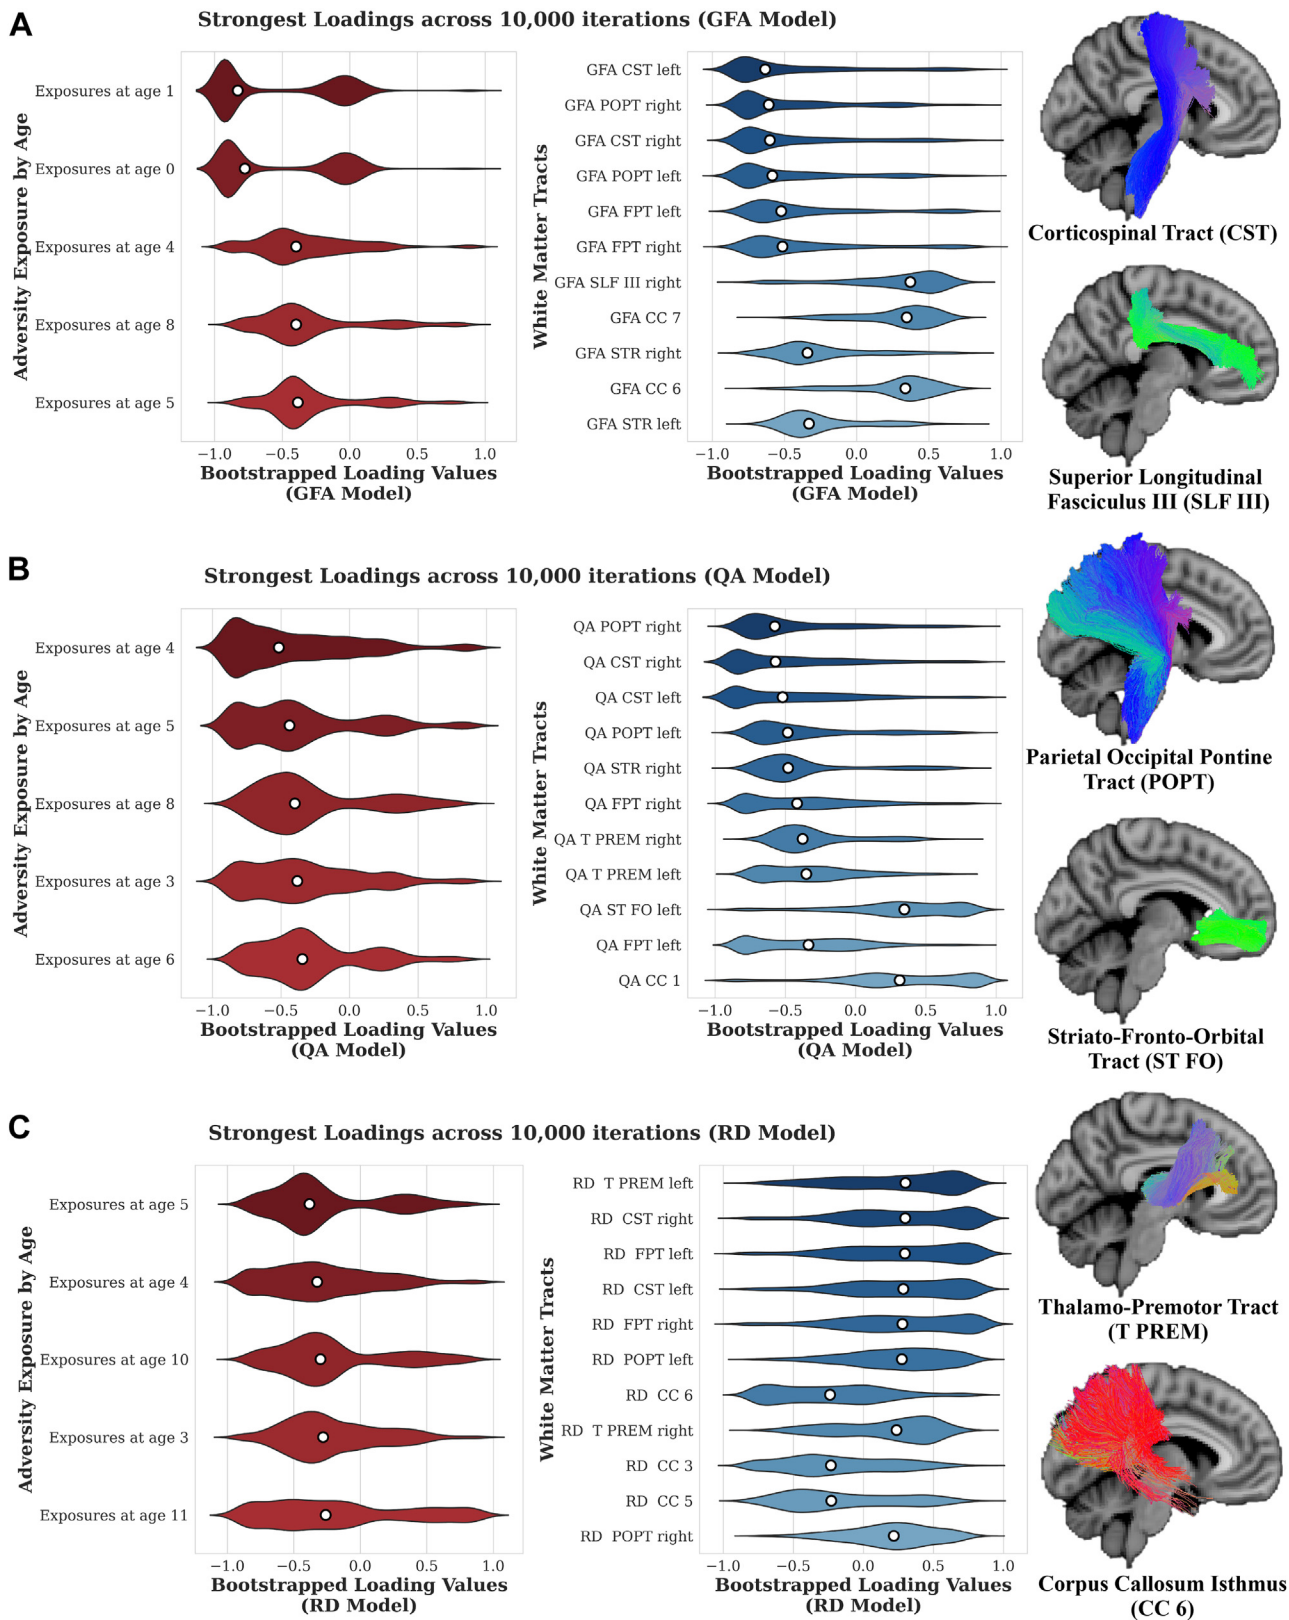 A
Strongest Loadings across 10,000 iterations (GFA Model)
Adversity Exposure by Age
Exposures at age 1
Exposures at age 0
Exposures at age 4
Exposures at age 8
Exposures at age 5
−1.0 −0.5 0.0 0.5 1.0
Bootstrapped Loading Values
(GFA Model)
White Matter Tracts
GFA CST left
GFA POPT right
GFA CST right
GFA POPT left
GFA FPT left
GFA FPT right
GFA SLF III right
GFA CC 7
GFA STR right
GFA CC 6
GFA STR left
−1.0 −0.5 0.0 0.5 1.0
Bootstrapped Loading Values
(GFA Model)
Corticospinal Tract (CST)
Superior Longitudinal
Fasciculus III (SLF III)
B
Strongest Loadings across 10,000 iterations (QA Model)
Adversity Exposure by Age
Exposures at age 4
Exposures at age 5
Exposures at age 8
Exposures at age 3
Exposures at age 6
−1.0 −0.5 0.0 0.5 1.0
Bootstrapped Loading Values
(QA Model)
White Matter Tracts
QA POPT right
QA CST right
QA CST left
QA POPT left
QA STR right
QA FPT right
QA T PREM right
QA T PREM left
QA ST FO left
QA FPT left
QA CC 1
−1.0 −0.5 0.0 0.5 1.0
Bootstrapped Loading Values
(QA Model)
Parietal Occipital Pontine
Tract (POPT)
Striato-Fronto-Orbital
Tract (ST FO)
C
Strongest Loadings across 10,000 iterations (RD Model)
Adversity Exposure by Age
Exposures at age 5
Exposures at age 4
Exposures at age 10
Exposures at age 3
Exposures at age 11
−1.0 −0.5 0.0 0.5 1.0
Bootstrapped Loading Values
(RD Model)
White Matter Tracts
RD T PREM left
RD CST right
RD FPT left
RD CST left
RD FPT right
RD POPT left
RD CC 6
RD T PREM right
RD CC 3
RD CC 5
RD POPT right
−1.0 −0.5 0.0 0.5 1.0
Bootstrapped Loading Values
(RD Model)
Thalamo-Premotor Tract
(T PREM)
Corpus Callosum Isthmus
(CC 6)